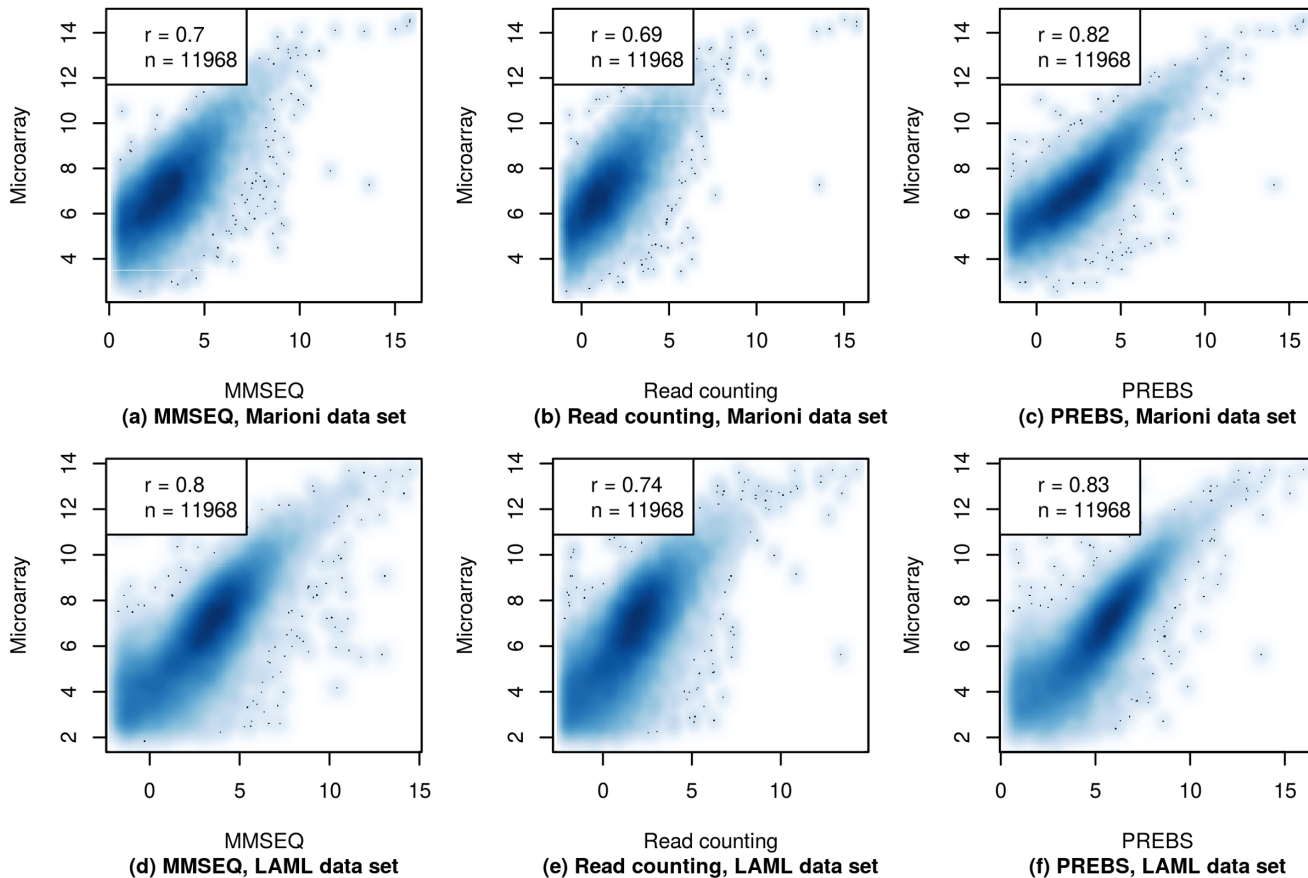 r = 0.7
n = 11968
Microarray
14
12
10
8
6
4
0
5
10
15
MMSEQ
(a) MMSEQ, Marioni data set
r = 0.69
n = 11968
Microarray
14
12
10
8
6
4
0
5
10
15
Read counting
(b) Read counting, Marioni data set
r = 0.82
n = 11968
Microarray
14
12
10
8
6
4
0
5
10
15
PREBS
(c) PREBS, Marioni data set
r = 0.8
n = 11968
Microarray
14
12
10
8
6
4
2
0
5
10
15
MMSEQ
(d) MMSEQ, LAML data set
r = 0.74
n = 11968
Microarray
14
12
10
8
6
4
2
0
5
10
Read counting
(e) Read counting, LAML data set
r = 0.83
n = 11968
Microarray
14
12
10
8
6
4
2
0
5
10
15
PREBS
(f) PREBS, LAML data set